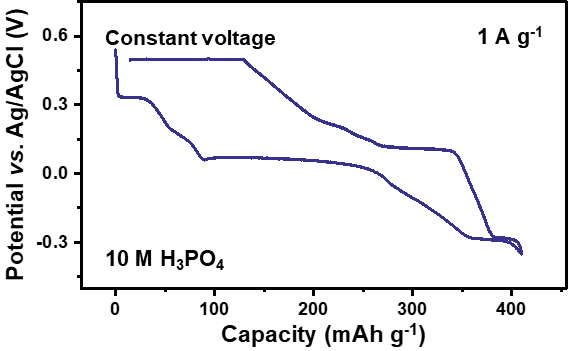 Constant voltage
1 A g⁻¹
Potential vs. Ag/AgCl (V)
0.6
0.3
0.0
-0.3
10 M H₃PO₄
0 100 200 300 400
Capacity (mAh g⁻¹)